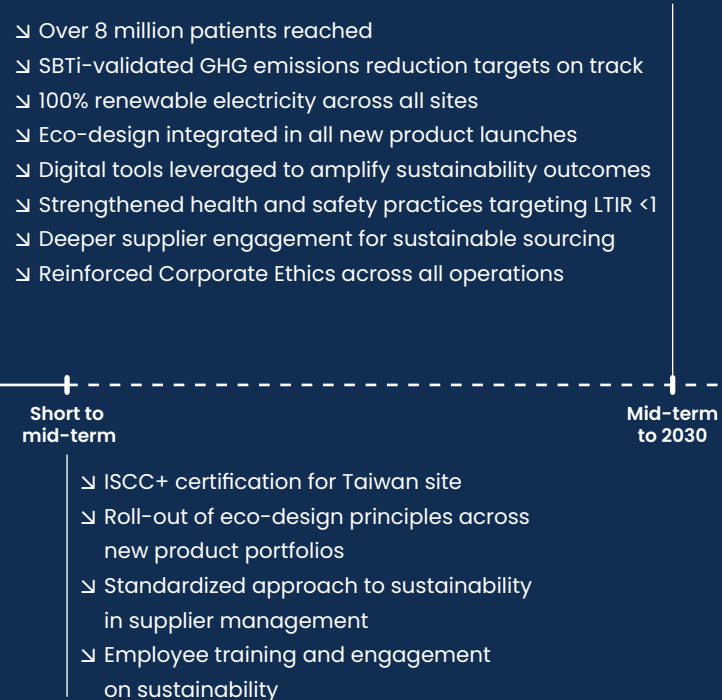 ↘ Over 8 million patients reached
↘ SBTi-validated GHG emissions reduction targets on track
↘ 100% renewable electricity across all sites
↘ Eco-design integrated in all new product launches
↘ Digital tools leveraged to amplify sustainability outcomes
↘ Strengthened health and safety practices targeting LTIR <1
↘ Deeper supplier engagement for sustainable sourcing
↘ Reinforced Corporate Ethics across all operations
Short to
mid-term
Mid-term
to 2030
↘ ISCC+ certification for Taiwan site
↘ Roll-out of eco-design principles across
new product portfolios
↘ Standardized approach to sustainability
in supplier management
↘ Employee training and engagement
on sustainability